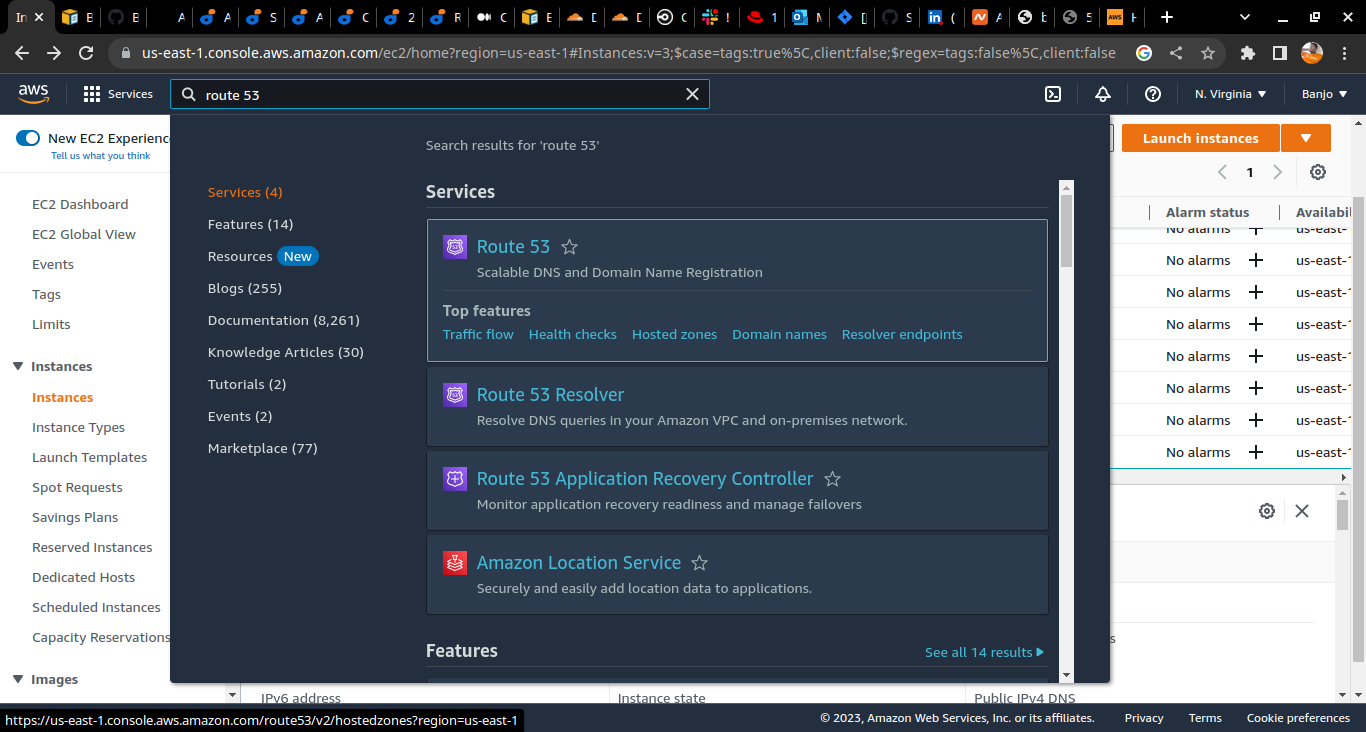 In
B
B
A
A
S
A
C
2
R
C
E
D
D
C
!
1
M
[
S
(
A
b
5
H
us-east-1.console.aws.amazon.com/ec2/home?region=us-east-1#Instances:v=3;$case=tags:true%5C,client:false;$regex=tags:false%5C,client:false
aws
Services
route 53
N. Virginia
Banjo
New EC2 Experience
Tell us what you think
EC2 Dashboard
EC2 Global View
Events
Tags
Limits
Instances
Instances
Instance Types
Launch Templates
Spot Requests
Savings Plans
Reserved Instances
Dedicated Hosts
Scheduled Instances
Capacity Reservations
Images
Search results for 'route 53'
Services (4)
Features (14)
Resources New
Blogs (255)
Documentation (8,261)
Knowledge Articles (30)
Tutorials (2)
Events (2)
Marketplace (77)
Services
Route 53
Scalable DNS and Domain Name Registration
Top features
Traffic flow Health checks Hosted zones Domain names Resolver endpoints
Route 53 Resolver
Resolve DNS queries in your Amazon VPC and on-premises network.
Route 53 Application Recovery Controller
Monitor application recovery readiness and manage failovers
Amazon Location Service
Securely and easily add location data to applications.
Features
See all 14 results
Launch instances
1
Alarm status Availabil
No alarms us-east-1
No alarms us-east-1
No alarms us-east-1
No alarms us-east-1
No alarms us-east-1
No alarms us-east-1
No alarms us-east-1
No alarms us-east-1
s
IPv6 address Instance state Public IPv4 DNS
https://us-east-1.console.aws.amazon.com/route53/v2/hostedzones?region=us-east-1
© 2023, Amazon Web Services, Inc. or its affiliates. Privacy Terms Cookie preferences